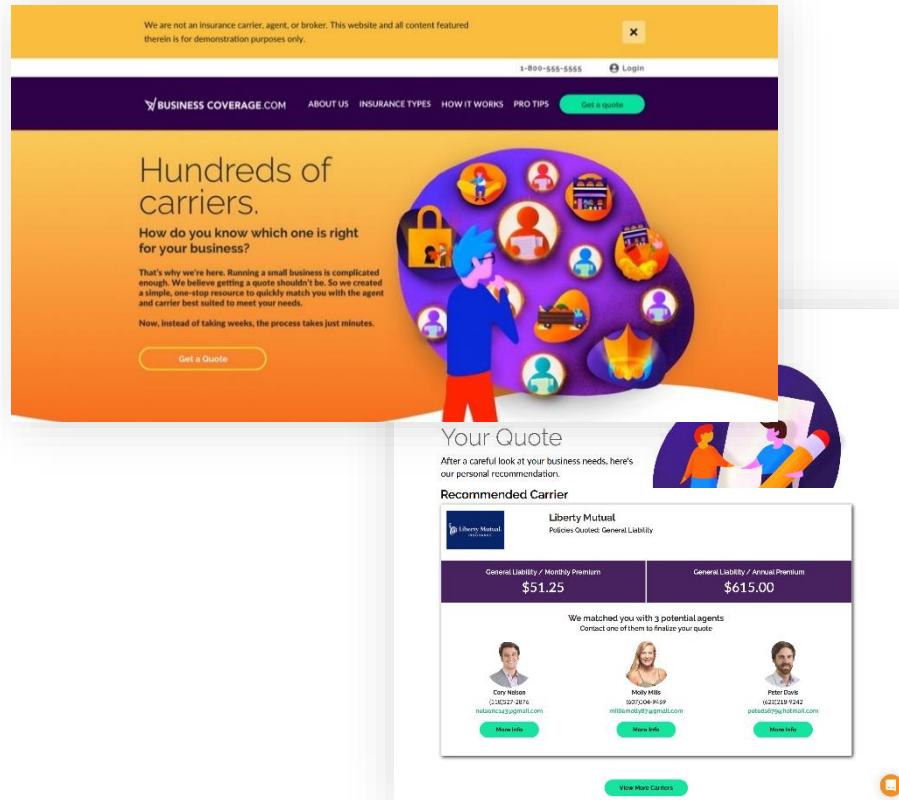 We are not an insurance carrier, agent, or broker. This website and all content featured
therein is for demonstration purposes only.
×
1-800-555-5555
Login
BUSINESS COVERAGE.COM
ABOUT US
INSURANCE TYPES
HOW IT WORKS
PRO TIPS
Get a quote
Hundreds of
carriers.
How do you know which one is right
for your business?
That's why we're here. Running a small business is complicated
enough. We believe getting a quote shouldn't be. So we created
a simple, one-stop resource to quickly match you with the agent
and carrier best suited to meet your needs.
Now, instead of taking weeks, the process takes just minutes.
Get a Quote
Your Quote
After a careful look at your business needs, here's
our personal recommendation.
Recommended Carrier
Liberty Mutual.
INSURANCE
Liberty Mutual
Policies Quoted: General Liability
General Liability / Monthly Premium
$51.25
General Liability / Annual Premium
$615.00
We matched you with 3 potential agents
Contact one of them to finalize your quote
Cory Nelson
More Info
Molly Mills
More Info
Peter Davis
More Info
View More Carriers